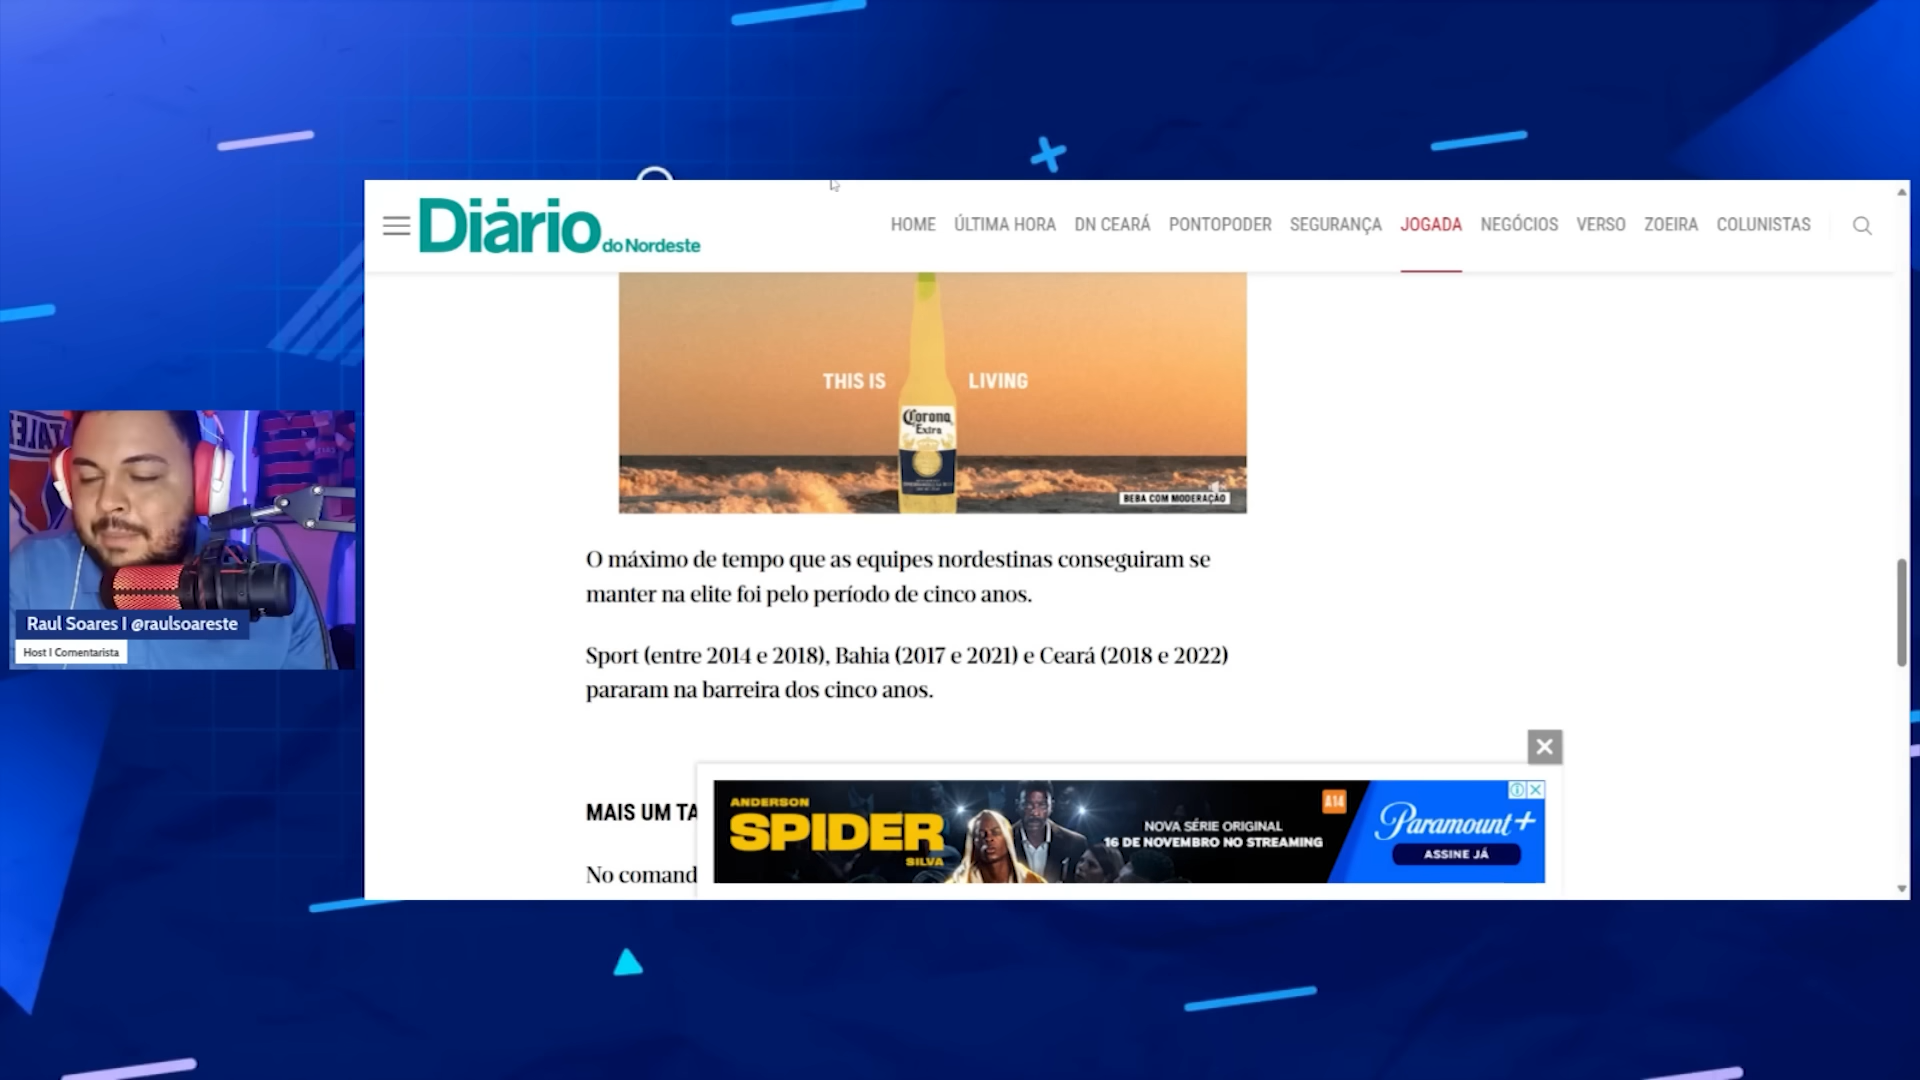 Diário do Nordeste
HOME ÚLTIMA HORA DN CEARÁ PONTOPODER SEGURANÇA JOGADA NEGÓCIOS VERSO ZOEIRA COLUNISTAS
THIS IS LIVING
Corona
Extra
BEBA COM MODERAÇÃO
O máximo de tempo que as equipes nordestinas conseguiram se
manter na elite foi pelo período de cinco anos.
Sport (entre 2014 e 2018), Bahia (2017 e 2021) e Ceará (2018 e 2022)
pararam na barreira dos cinco anos.
Raul Soares I @raulsoareste
Host I Comentarista
MAIS UM TA
No comand
ANDERSON
SPIDER
SILVA
NOVA SÉRIE ORIGINAL
16 DE NOVEMBRO NO STREAMING
A14
Paramount+
ASSINE JÁ